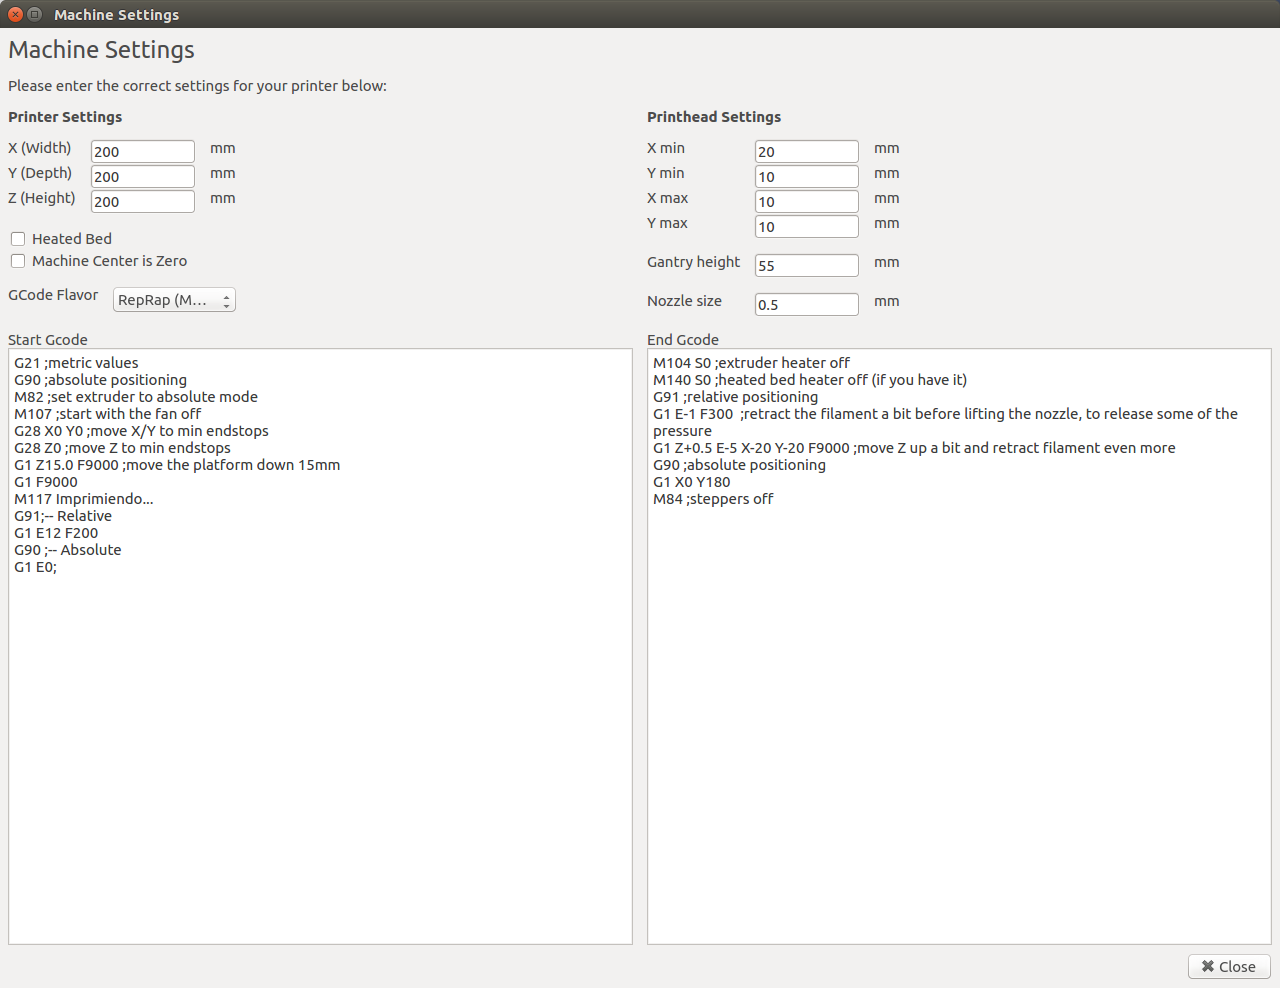 Machine Settings
Machine Settings
Please enter the correct settings for your printer below:
Printer Settings
X (Width) 200 mm
Y (Depth) 200 mm
Z (Height) 200 mm
Heated Bed
Machine Center is Zero
GCode Flavor RepRap (M...
Printhead Settings
X min 20 mm
Y min 10 mm
X max 10 mm
Y max 10 mm
Gantry height 55 mm
Nozzle size 0.5 mm
Start Gcode
G21 ;metric values
G90 ;absolute positioning
M82 ;set extruder to absolute mode
M107 ;start with the fan off
G28 X0 Y0 ;move X/Y to min endstops
G28 Z0 ;move Z to min endstops
G1 Z15.0 F9000 ;move the platform down 15mm
G1 F9000
M117 Imprimiendo...
G91;-- Relative
G1 E12 F200
G90 ;-- Absolute
G1 E0;
End Gcode
M104 S0 ;extruder heater off
M140 S0 ;heated bed heater off (if you have it)
G91 ;relative positioning
G1 E-1 F300  ;retract the filament a bit before lifting the nozzle, to release some of the
pressure
G1 Z+0.5 E-5 X-20 Y-20 F9000 ;move Z up a bit and retract filament even more
G90 ;absolute positioning
G1 X0 Y180
M84 ;steppers off
Close